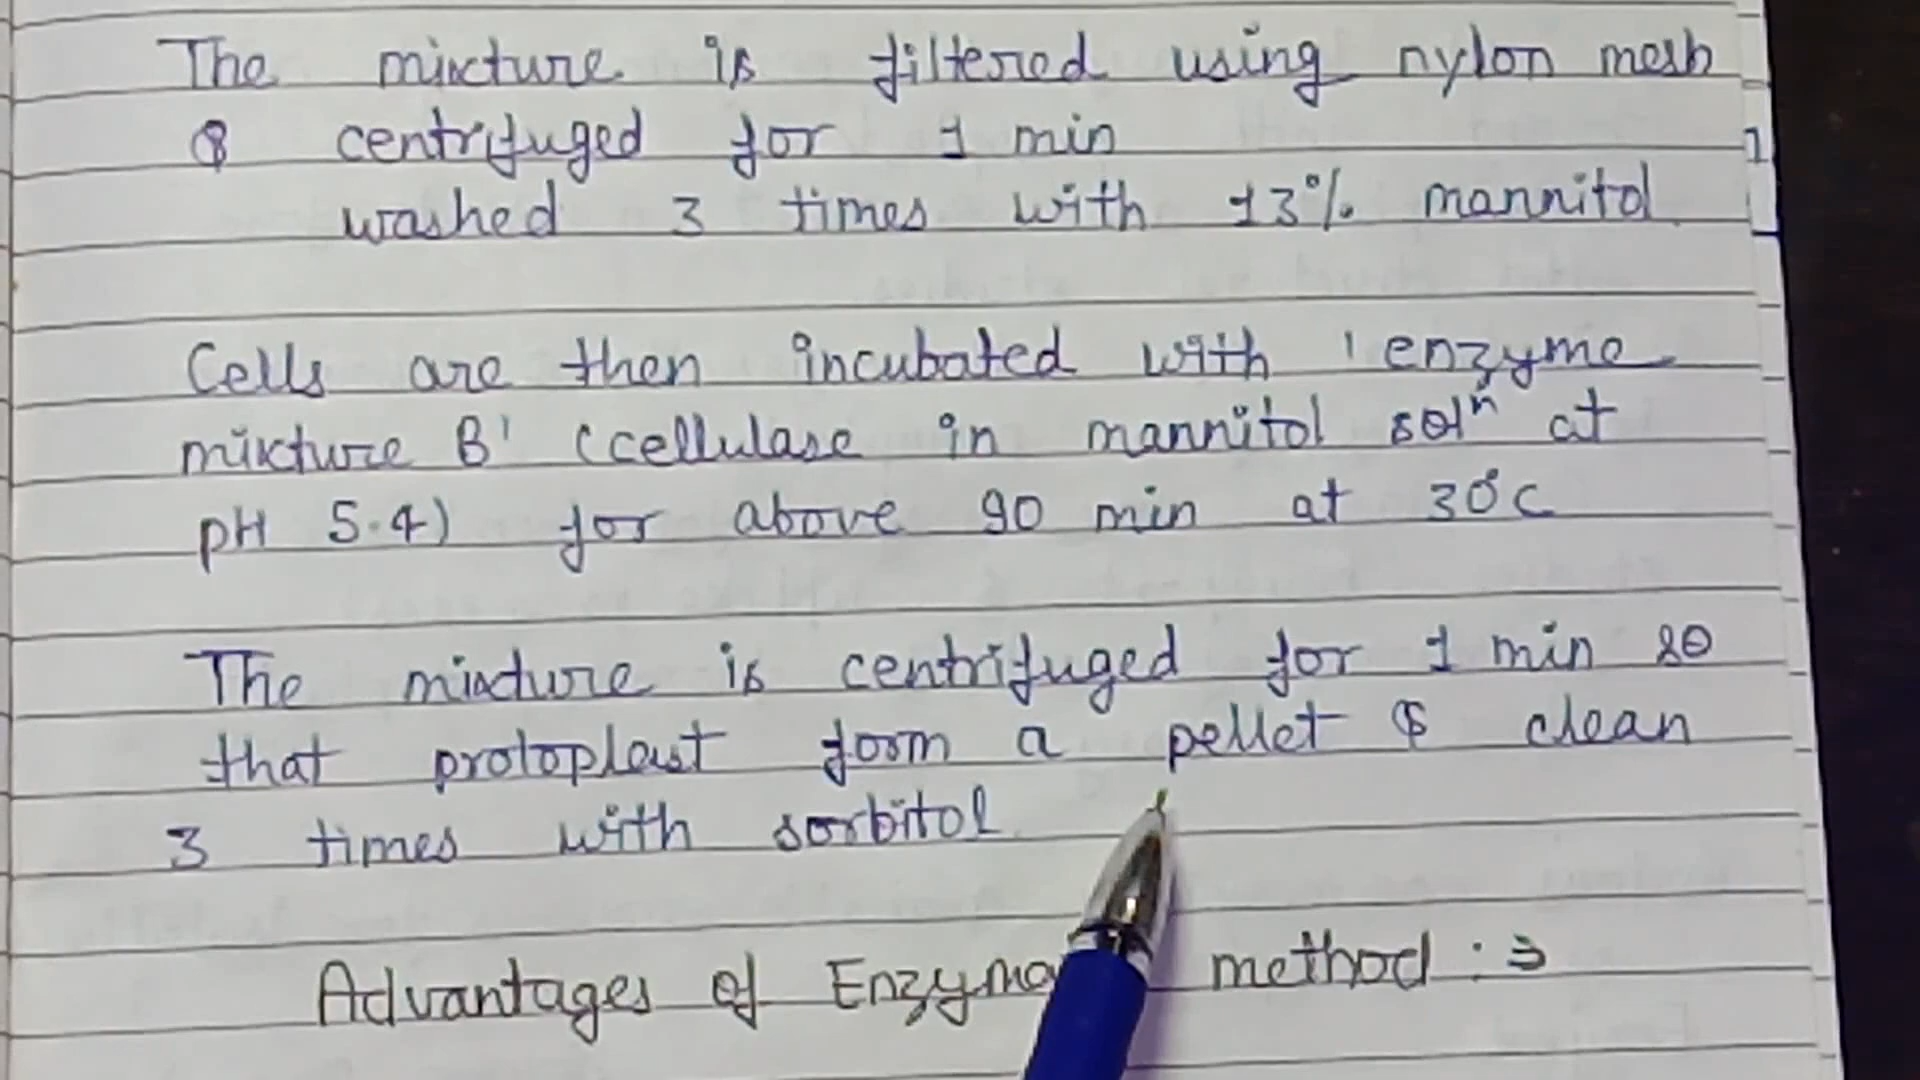 The mixture is filtered using nylon mesh
& centrifuged for 1 min
washed 3 times with 13% mannitol
Cells are then incubated with 'enzyme
mixture B' (cellulase in mannitol solⁿ at
pH 5.4) for above 90 min at 30°C
The mixture is centrifuged for 1 min so
that protoplast form a pellet & clean
3 times with sorbitol
Advantages of method :⇒